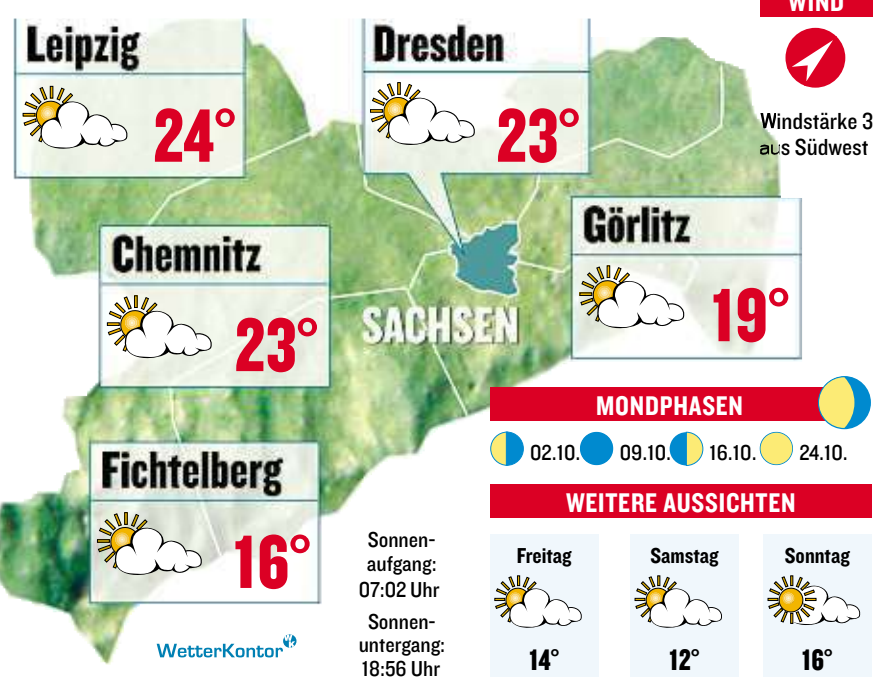 WIND
Leipzig
24°
Dresden
23°
Windstärke 3
aus Südwest
Chemnitz
23°
Görlitz
19°
SACHSEN
Fichtelberg
16°
MONDPHASEN
02.10. 09.10. 16.10. 24.10.
WEITERE AUSSICHTEN
Freitag
14°
Samstag
12°
Sonntag
16°
Sonnen-
aufgang:
07:02 Uhr
Sonnen-
untergang:
18:56 Uhr
WetterKontor